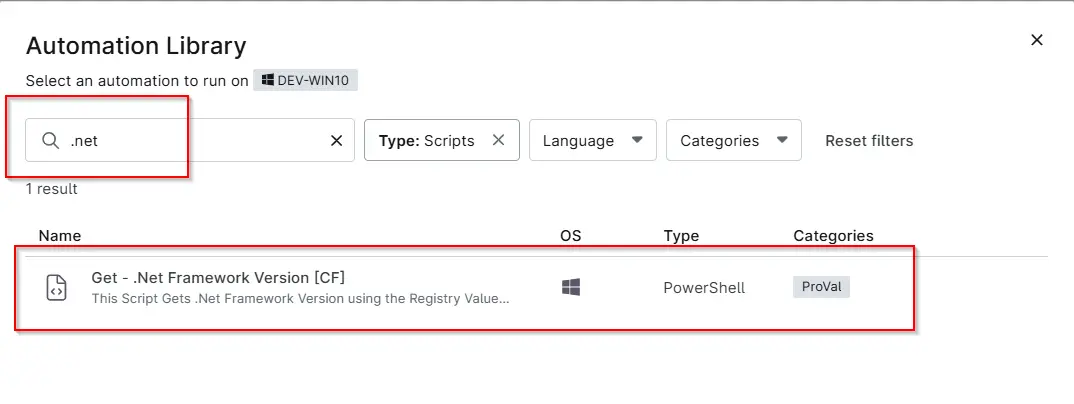 Automation Library
Select an automation to run on DEV-WIN10
.net Type: Scripts Language Categories Reset filters
1 result
Name OS Type Categories
Get - .Net Framework Version [CF]
This Script Gets .Net Framework Version using the Registry Value...
PowerShell ProVal